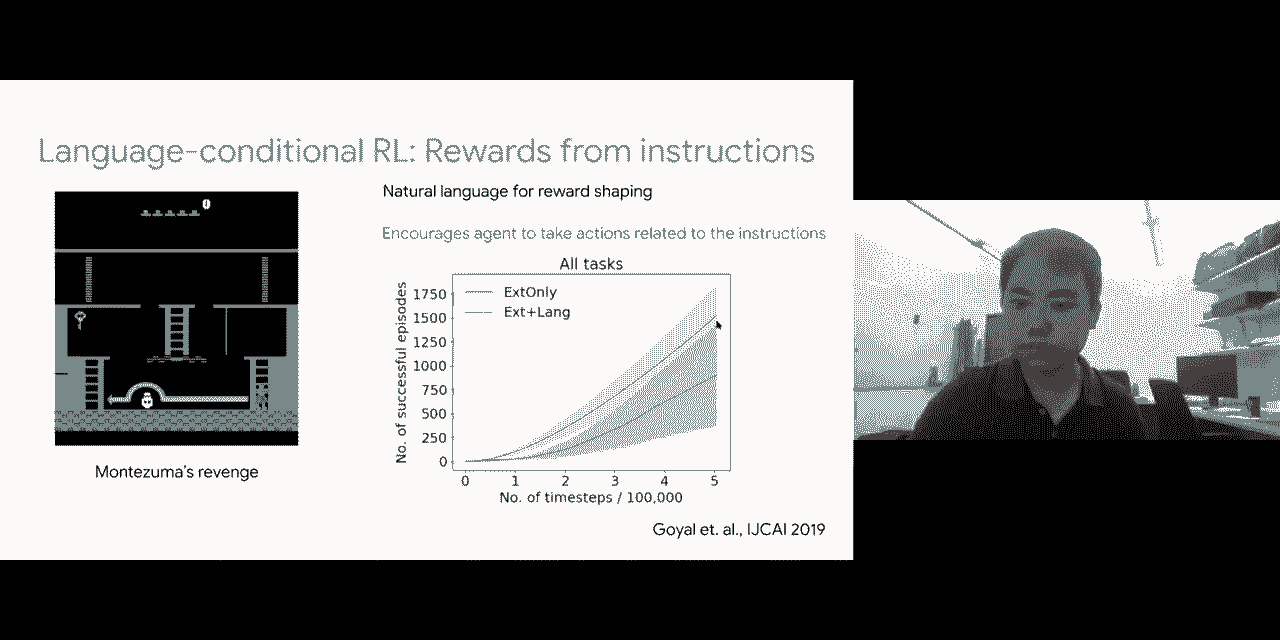 Language-conditional RL: Rewards from instructions
Natural language for reward shaping
Encourages agent to take actions related to the instructions
All tasks
ExtOnly
Ext+Lang
No. of successful episodes
1750
1500
1250
1000
750
500
250
0
0 1 2 3 4 5
No. of timesteps / 100,000
Montezuma's revenge
Goyal et. al., IJCAI 2019